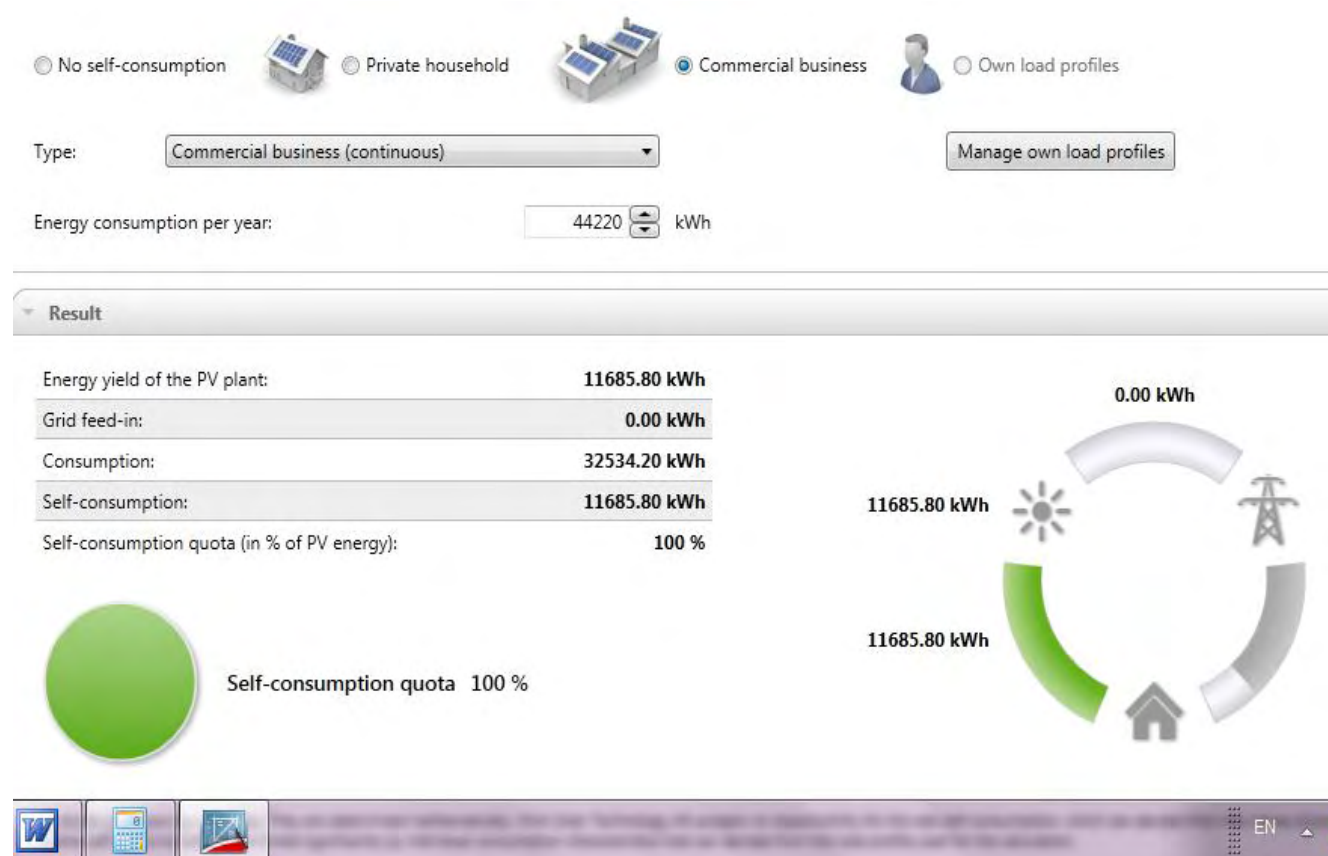 No self-consumption Private household Commercial business Own load profiles
Type: Commercial business (continuous) Manage own load profiles
Energy consumption per year: 44220 kWh
Result
Energy yield of the PV plant: 11685.80 kWh
Grid feed-in: 0.00 kWh
Consumption: 32534.20 kWh
Self-consumption: 11685.80 kWh
Self-consumption quota (in % of PV energy): 100 %
0.00 kWh
11685.80 kWh
11685.80 kWh
Self-consumption quota 100 %
EN